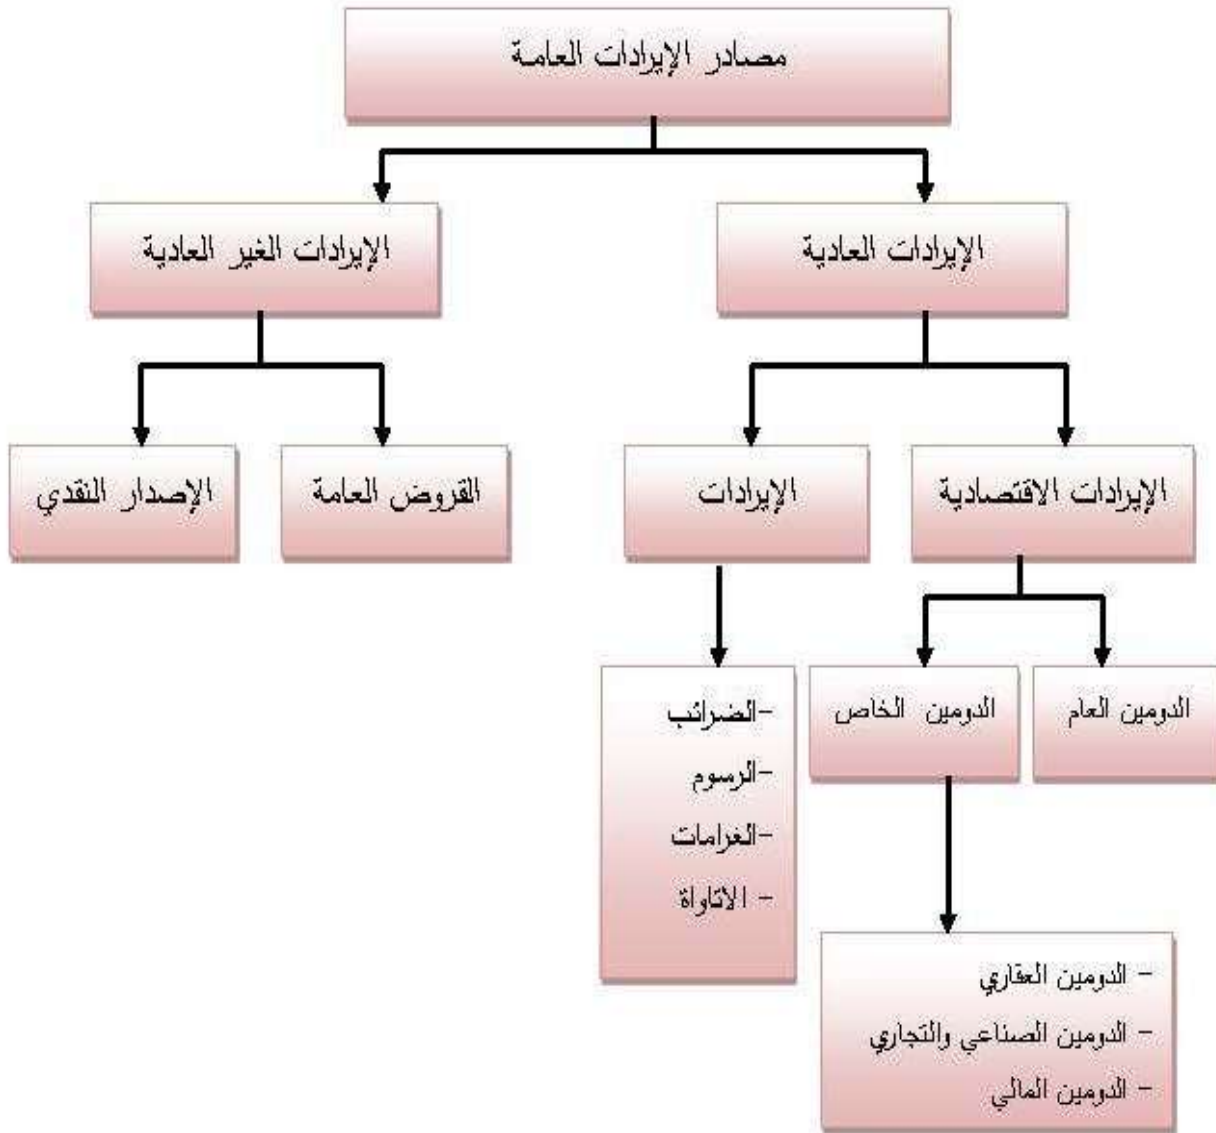 مصادر الإيرادات العامة
الإيرادات العادية
الإيرادات الغير العادية
الإيرادات الاقتصادية
الإيرادات
القروض العامة
الإصدار النقدي
الدومين العام
الدومين الخاص
-الضرائب
-الرسوم
-الغرامات
- الاتاواة
- الدومين العقاري
- الدومين الصناعي والتجاري
- الدومين المالي